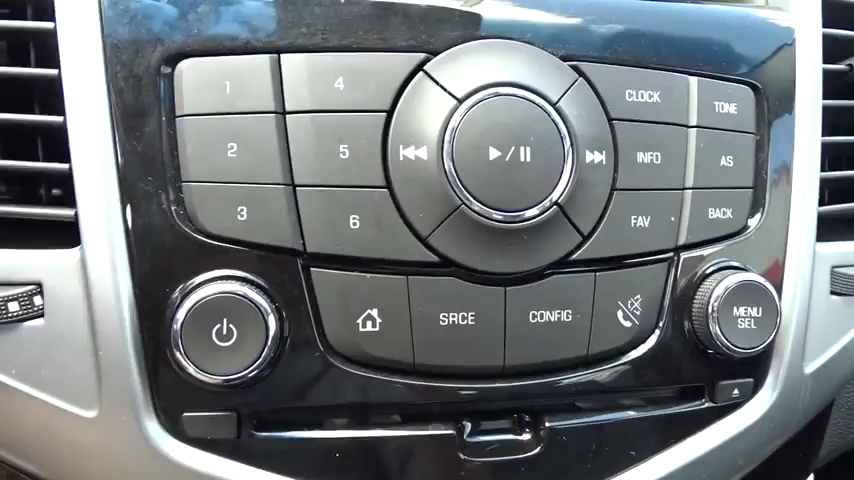 1 4 CLOCK TONE
2 5 INFO AS
3 6 FAV BACK
SRCE CONFIG
MENU
SEL